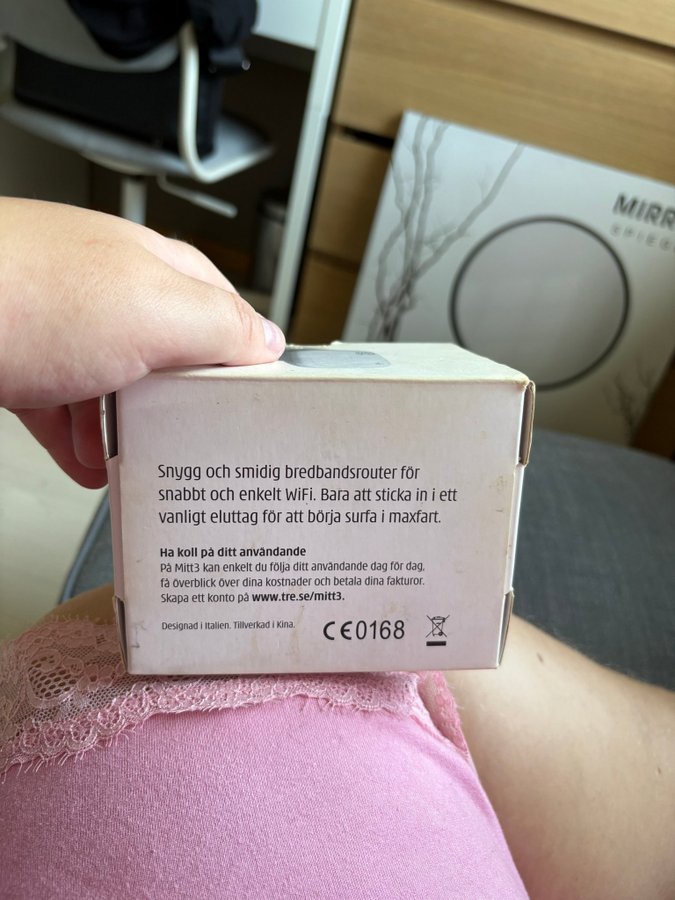 MIRR
SPIEG
Snygg och smidig bredbandsrouter för
snabbt och enkelt WiFi. Bara att sticka in i ett
vanligt eluttag för att börja surfa i maxfart.
Ha koll på ditt användande
På Mitt3 kan enkelt du följa ditt användande dag för dag,
få överblick över dina kostnader och betala dina fakturor.
Skapa ett konto på www.tre.se/mitt3.
Designad i Italien. Tillverkad i Kina.
CE0168